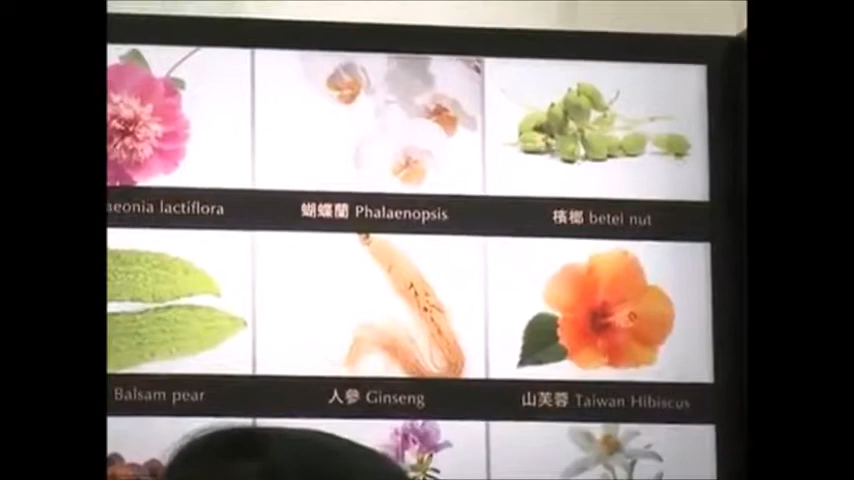 aeonia lactiflora
蝴蝶蘭 Phalaenopsis
檳榔 betel nut
Balsam pear
人參 Ginseng
山芙蓉 Taiwan Hibiscus